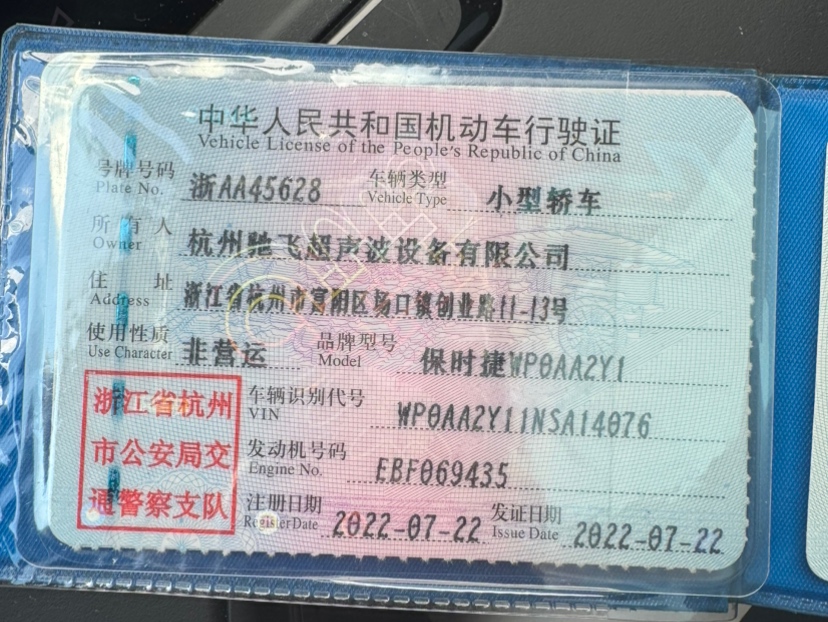 中华人民共和国机动车行驶证
Vehicle License of the People's Republic of China
号牌号码 浙AA45628 车辆类型 小型轿车
Plate No. Vehicle Type
所有人 杭州驰飞超声波设备有限公司
Owner
住址 浙江省杭州市富阳区场口镇创业路11-13号
Address
使用性质 非营运 品牌型号 保时捷WP0AA2Y1
Use Character Model
浙江省杭州
市公安局交
通警察支队
车辆识别代号 WP0AA2Y11NSA14076
VIN
发动机号码 EBF069435
Engine No.
注册日期 2022-07-22 发证日期 2022-07-22
Register Date Issue Date